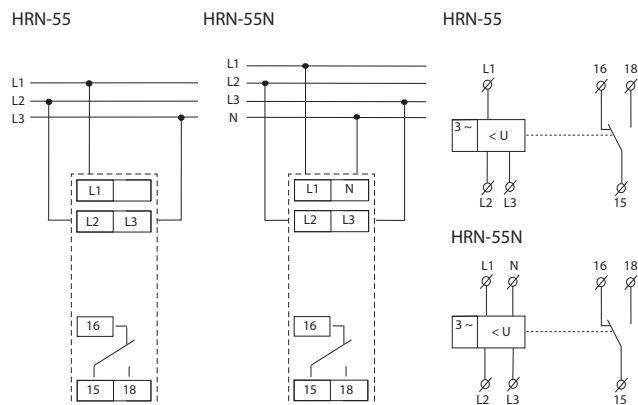 HRN-55
L1
L2
L3
L1
L2 L3
16
15 18
HRN-55N
L1
L2
L3
N
L1 N
L2 L3
16
15 18
HRN-55
L1
16 18
3 ~ < U
L2 L3
15
HRN-55N
L1 N
16 18
3 ~ < U
L2 L3
15